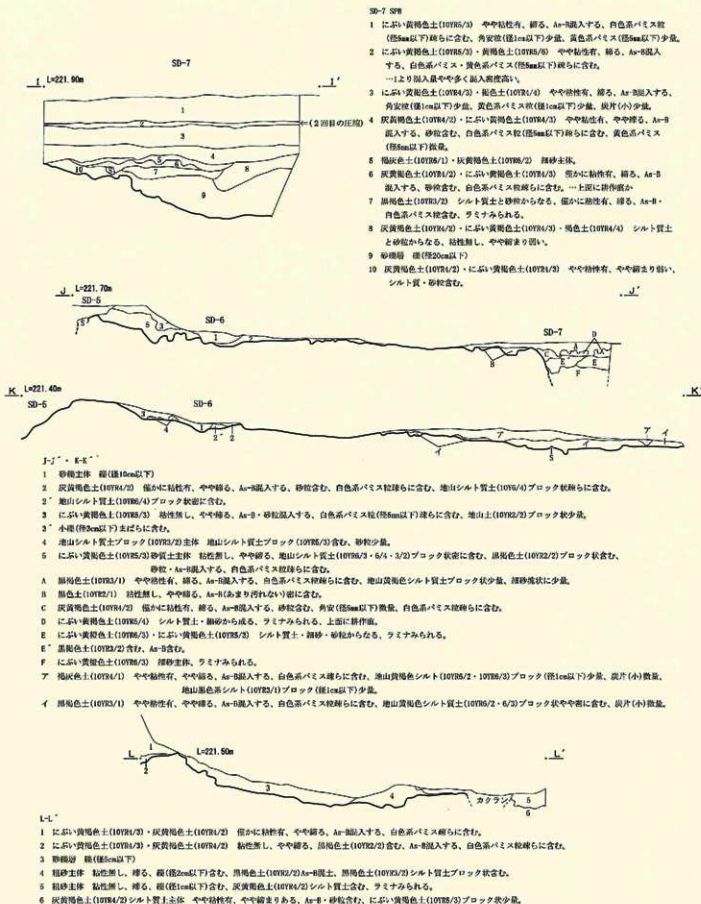 SD-7 SPB
1 にぶい黄褐色土(10YR5/3) やや粘性有、締る、As-B混入する、白色系パミス粒
(径5mm以下)疎らに含む、角安粒(径1cm以下)少量、黄色系パミス(径5mm以下)少量。
2 にぶい黄褐色土(10YR5/3)・黄褐色土(10YR5/6) やや粘性有、締る、As-B混入
する、白色系パミス・黄色系パミス(径5mm以下)疎らに含む。
…1より混入量やや多く混入密度高い。
3 にぶい黄褐色土(10YR4/3)・褐色土(10YR4/4) やや粘性有、締る、As-B混入する、
角安粒(径1cm以下)少量、黄色系パミス粒(径1cm以下)少量、炭片(小)少量。
4 灰黄褐色土(10YR4/2)・にぶい黄褐色土(10YR4/3) やや粘性有、やや締る、As-B
混入する、砂粒含む、白色系パミス粒(径5mm以下)疎らに含む、黄色系パミス
(径8mm以下)微量。
5 褐灰色土(10YR6/1)・灰黄褐色土(10YR6/2) 細砂主体。
6 灰黄褐色土(10YR4/2)・にぶい黄褐色土(10YR4/3) 僅かに粘性有、締る、As-B
混入する、砂粒含む、白色系パミス粒疎らに含む。…上面に耕作痕か
7 黒褐色土(10YR3/2) シルト質土と砂粒からなる、僅かに粘性有、締る、As-B・
白色系パミス粒含む、ラミナみられる。
8 灰黄褐色土(10YR4/2)・にぶい黄褐色土(10YR4/3)・褐色土(10YR4/4) シルト質土
と砂粒からなる、粘性無し、やや締まり弱い。
9 砂礫層 礫(径20cm以下)
10 灰黄褐色土(10YR4/2)・にぶい黄褐色土(10YR4/3) やや粘性有、やや締まり弱い、
シルト質・砂粒含む。
SD-7
I L=221.90m I´
1
2 ←(2回目の圧縮)
3
4
5
6
10 7 8
9
J L=221.70m J´
SD-5 SD-6 SD-7
K L=221.40m K´
SD-5 SD-6
J-J´・K-K´
1 砂礫主体 礫(径10cm以下)
2 灰黄褐色土(10YR4/2) 僅かに粘性有、やや締る、As-B混入する、砂粒含む、白色系パミス粒疎らに含む、地山シルト質土(10Y6/4)ブロック状疎らに含む。
2´ 地山シルト質土(10YR6/4)ブロック状密に含む。
3 にぶい黄褐色土(10YR5/3) 粘性無し、やや締る、As-B・砂粒混入する、白色系パミス粒(径5mm以下)疎らに含む、地山土(10YR2/2)ブロック状少量。
3´ 小礫(径3cm以下)まばらに含む。
4 地山シルト質土ブロック(10YR3/2)主体 地山シルト質土ブロック(10YR5/3)含む、砂粒少量。
5 にぶい黄褐色土(10YR5/3)砂質土主体 粘性無し、やや締る、地山シルト質土(10YR6/3・6/4・3/2)ブロック状密に含む、黒褐色土(10YR2/2)ブロック状含む、
砂粒・As-B混入する、白色系パミス粒疎らに含む。
A 黒褐色土(10YR3/1) やや粘性有、締る、As-B混入する、白色系パミス粒疎らに含む、地山黄褐色シルト質土ブロック状少量、細砂塊状に少量。
B 黒色土(10YR2/1) 粘性無し、やや締る、As-B(あまり汚れない)密に含む。
C 灰黄褐色土(10YR4/2) 僅かに粘性有、締る、As-B混入する、砂粒含む、角安(径5mm以下)微量、白色系パミス粒疎らに含む。
D にぶい黄褐色土(10YR5/4) シルト質土・細砂から成る、ラミナみられる、上面に耕作痕。
E にぶい黄橙色土(10YR6/3)・にぶい黄褐色土(10YR5/3) シルト質土・細砂・砂粒からなる、ラミナみられる。
E´ 黒褐色土(10YR3/2)含む、As-B含む。
F にぶい黄橙色土(10YR6/3) 細砂主体、ラミナみられる。
ア 褐灰色土(10YR4/1) やや粘性有、やや締る、As-B混入する、白色系パミス疎らに含む、地山黄褐色シルト(10YR6/2・10YR6/3)ブロック(径1cm以下)少量、炭片(小)微量、
地山黒色系シルト(10YR3/1)ブロック(径1cm以下)少量。
イ 黒褐色土(10YR3/1) やや粘性有、やや締る、As-B混入する、白色系パミス粒疎らに含む、地山黄褐色シルト質土(10YR6/2・6/3)ブロック状やや密に含む、炭片(小)微量。
L L=221.50m L´
1
2
3
4
カクラン 5
6
L-L´
1 にぶい黄褐色土(10YR4/3)・灰黄褐色土(10YR4/2) 僅かに粘性有、やや締る、As-B混入する、白色系パミス疎らに含む。
2 にぶい黄褐色土(10YR4/3)・灰黄褐色土(10YR4/2) 粘性無し、やや締る、黒褐色土(10YR2/2)含む、As-B混入する、白色系パミス粒疎らに含む。
3 砂礫層 礫(径5cm以下)
4 粗砂主体 粘性無し、締る、礫(径2cm以下)含む、黒褐色土(10YR2/2)As-B混土、黒褐色土(10YR3/2)シルト質土ブロック状含む。
5 粗砂主体 粘性無し、締る、礫(径1cm以下)含む、灰黄褐色土(10YR4/2)シルト質土含む、ラミナみられる。
6 灰黄褐色土(10YR4/2)シルト質土主体 やや粘性有、やや締まりある、As-B・砂粒含む、にぶい黄褐色土(10YR5/3)ブロック状少量。